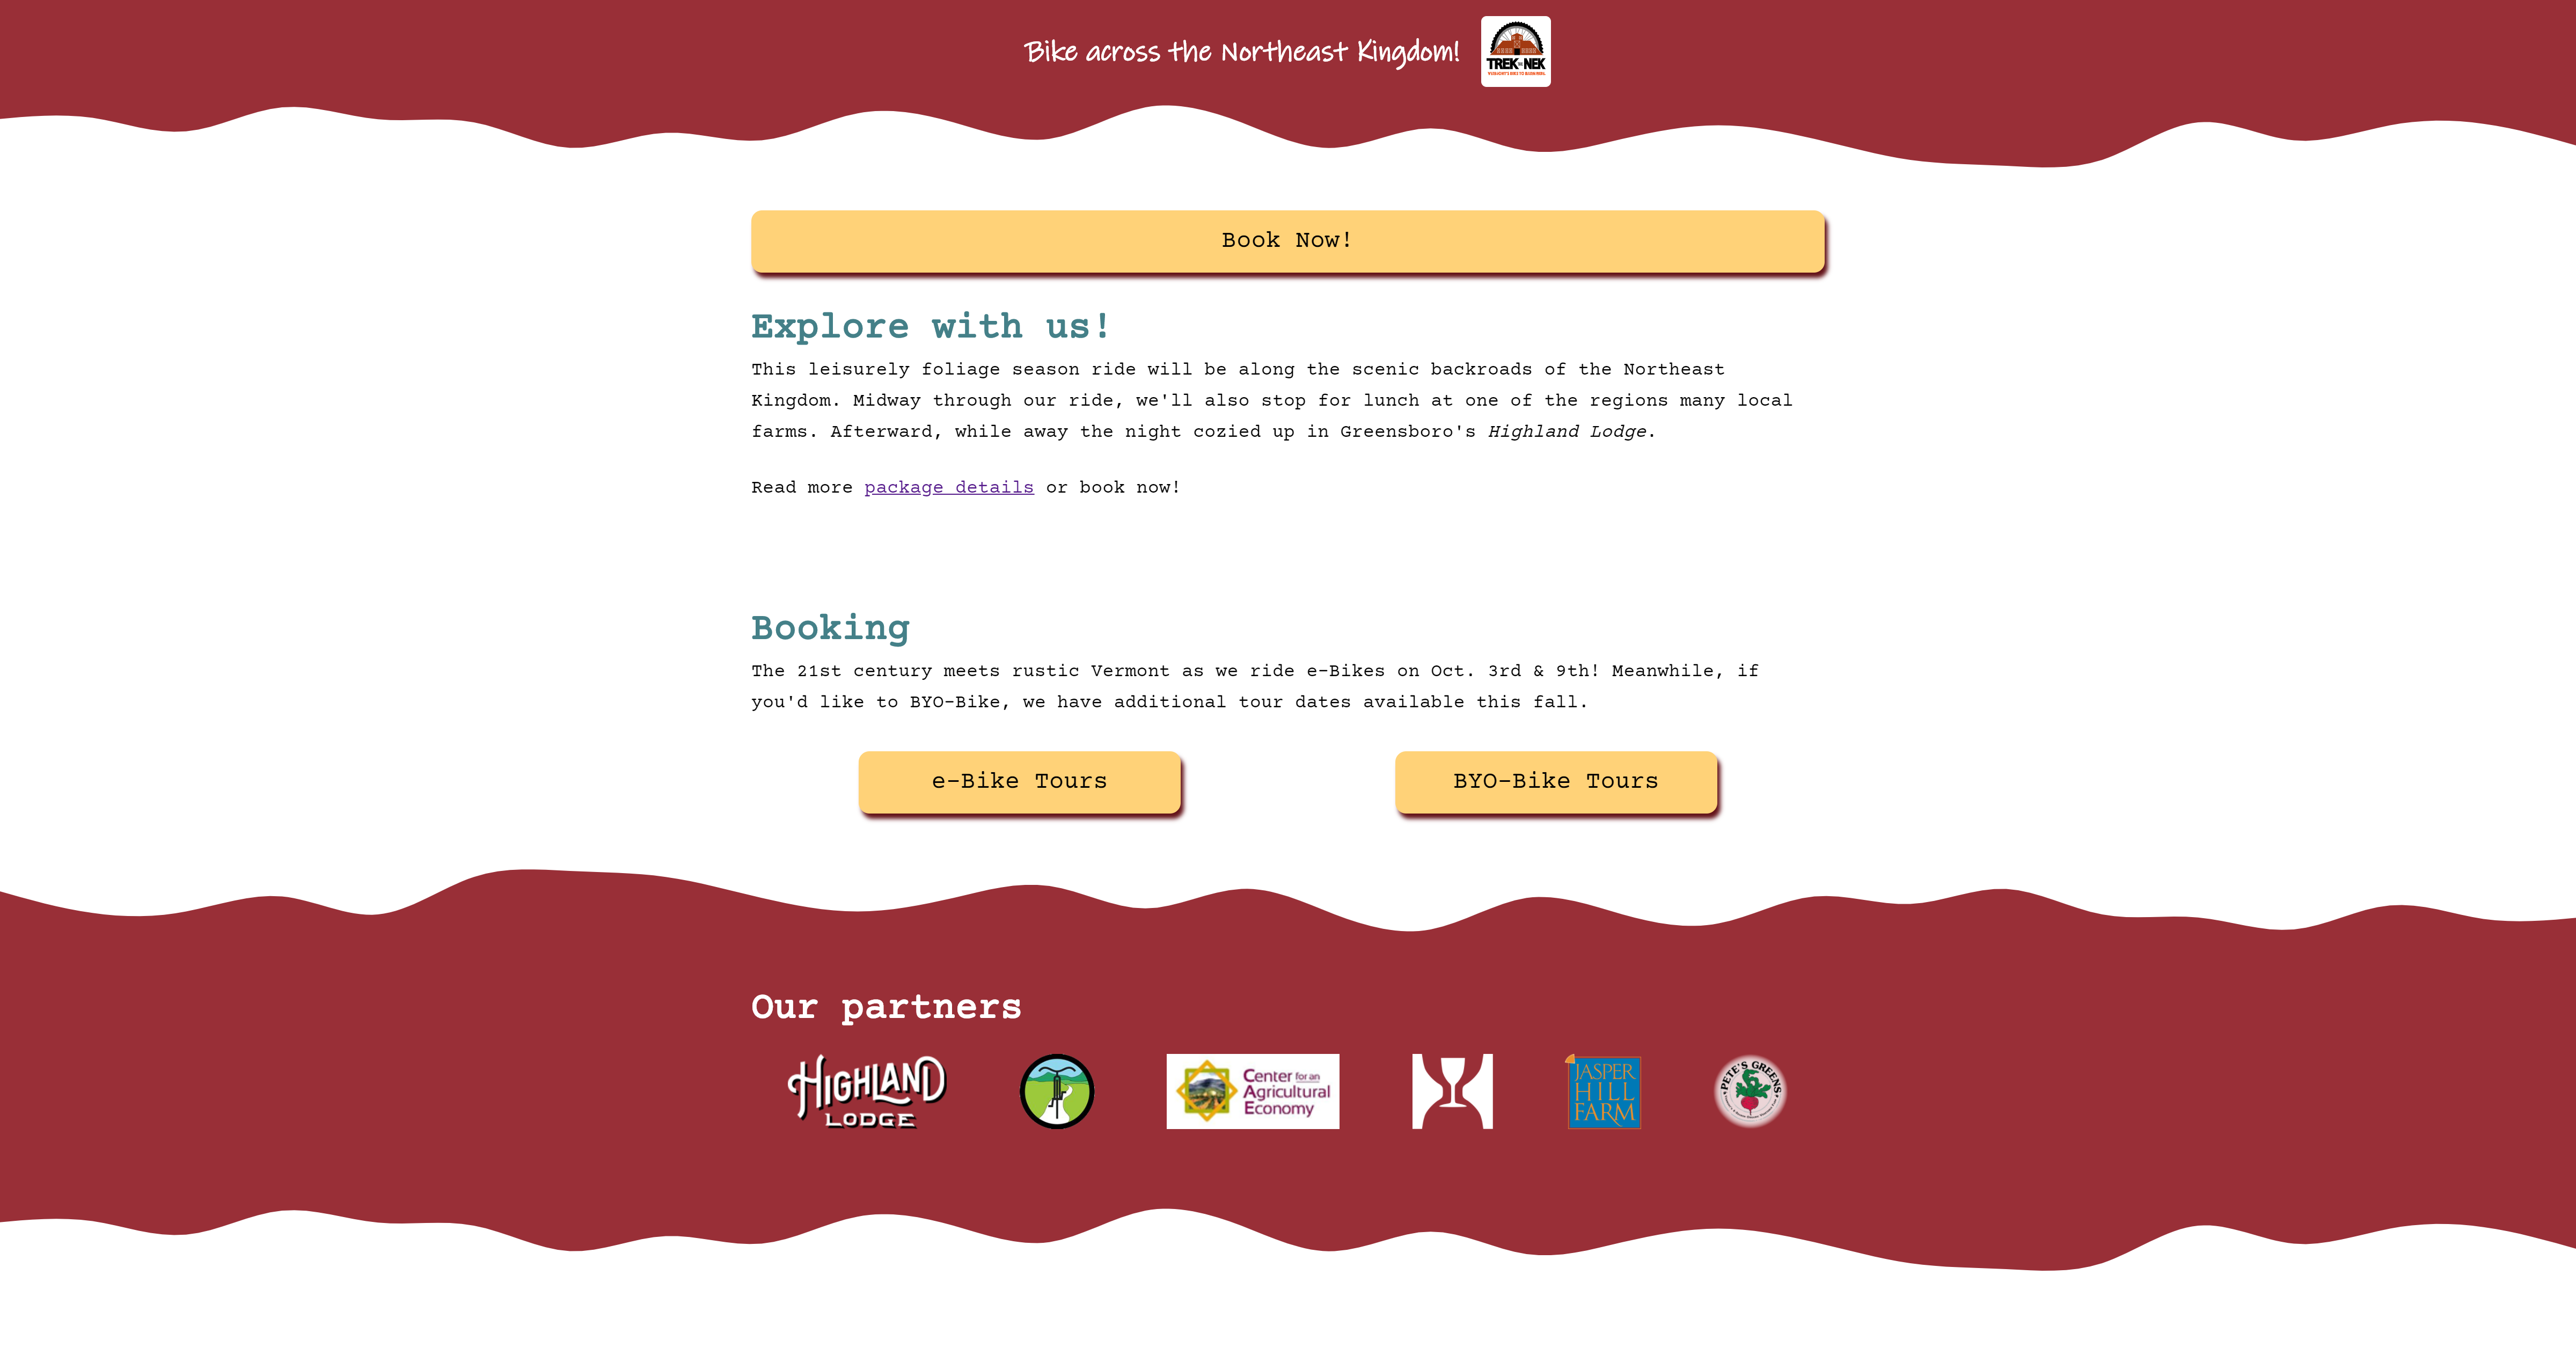 Bike across the Northeast Kingdom!
TREK NEK
Book Now!
Explore with us!
This leisurely foliage season ride will be along the scenic backroads of the Northeast
Kingdom. Midway through our ride, we'll also stop for lunch at one of the regions many local
farms. Afterward, while away the night cozied up in Greensboro's Highland Lodge.
Read more package details or book now!
Booking
The 21st century meets rustic Vermont as we ride e-Bikes on Oct. 3rd & 9th! Meanwhile, if
you'd like to BYO-Bike, we have additional tour dates available this fall.
e-Bike Tours
BYO-Bike Tours
Our partners
HIGHLAND
LODGE
Center for an
Agricultural
Economy
JASPER
HILL
FARM
PETE'S GREENS